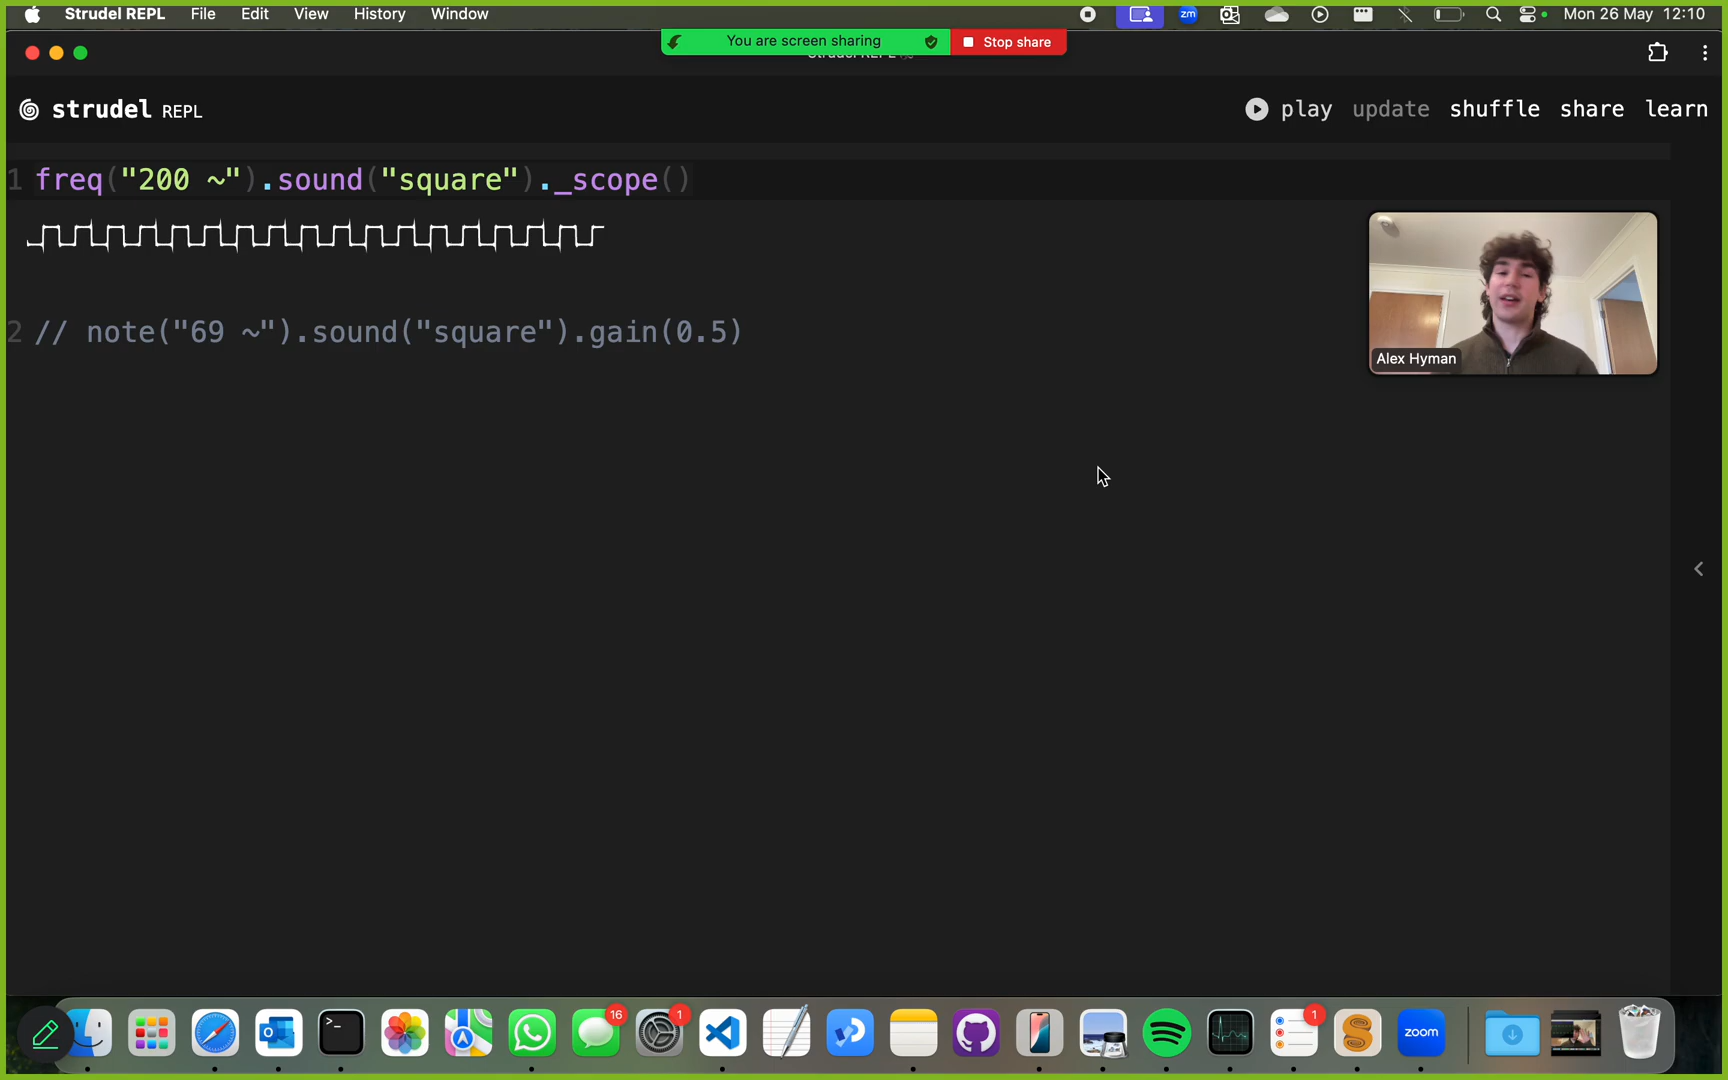 Strudel REPL File Edit View History Window zm Mon 26 May 12:10
You are screen sharing Stop share
strudel REPL play update shuffle share learn
1 freq("200 ~").sound("square")._scope()
2 // note("69 ~").sound("square").gain(0.5)
Alex Hyman
16 1 1
>_ zoom